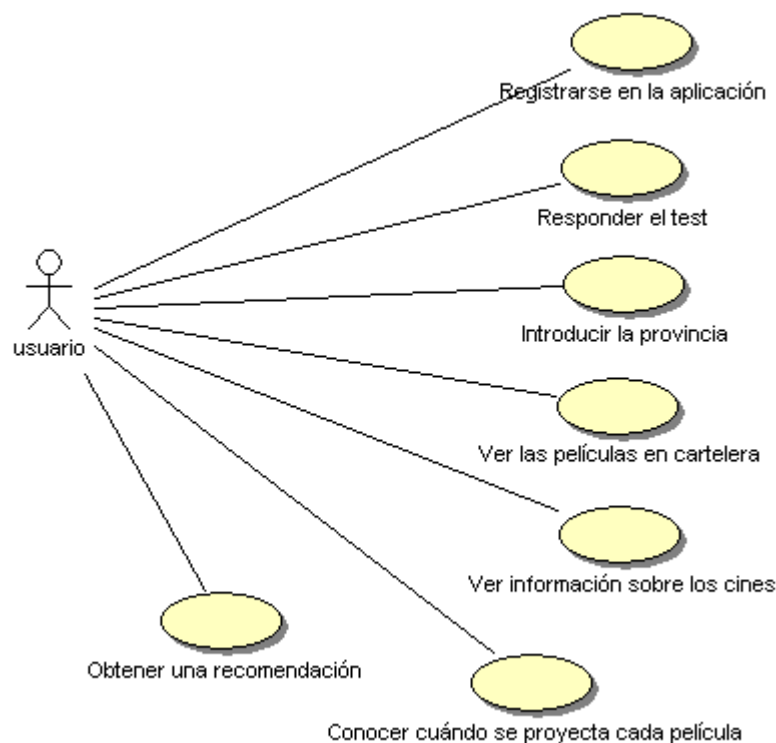 Registrarse en la aplicación
Responder el test
Introducir la provincia
usuario
Ver las películas en cartelera
Ver información sobre los cines
Obtener una recomendación
Conocer cuándo se proyecta cada película